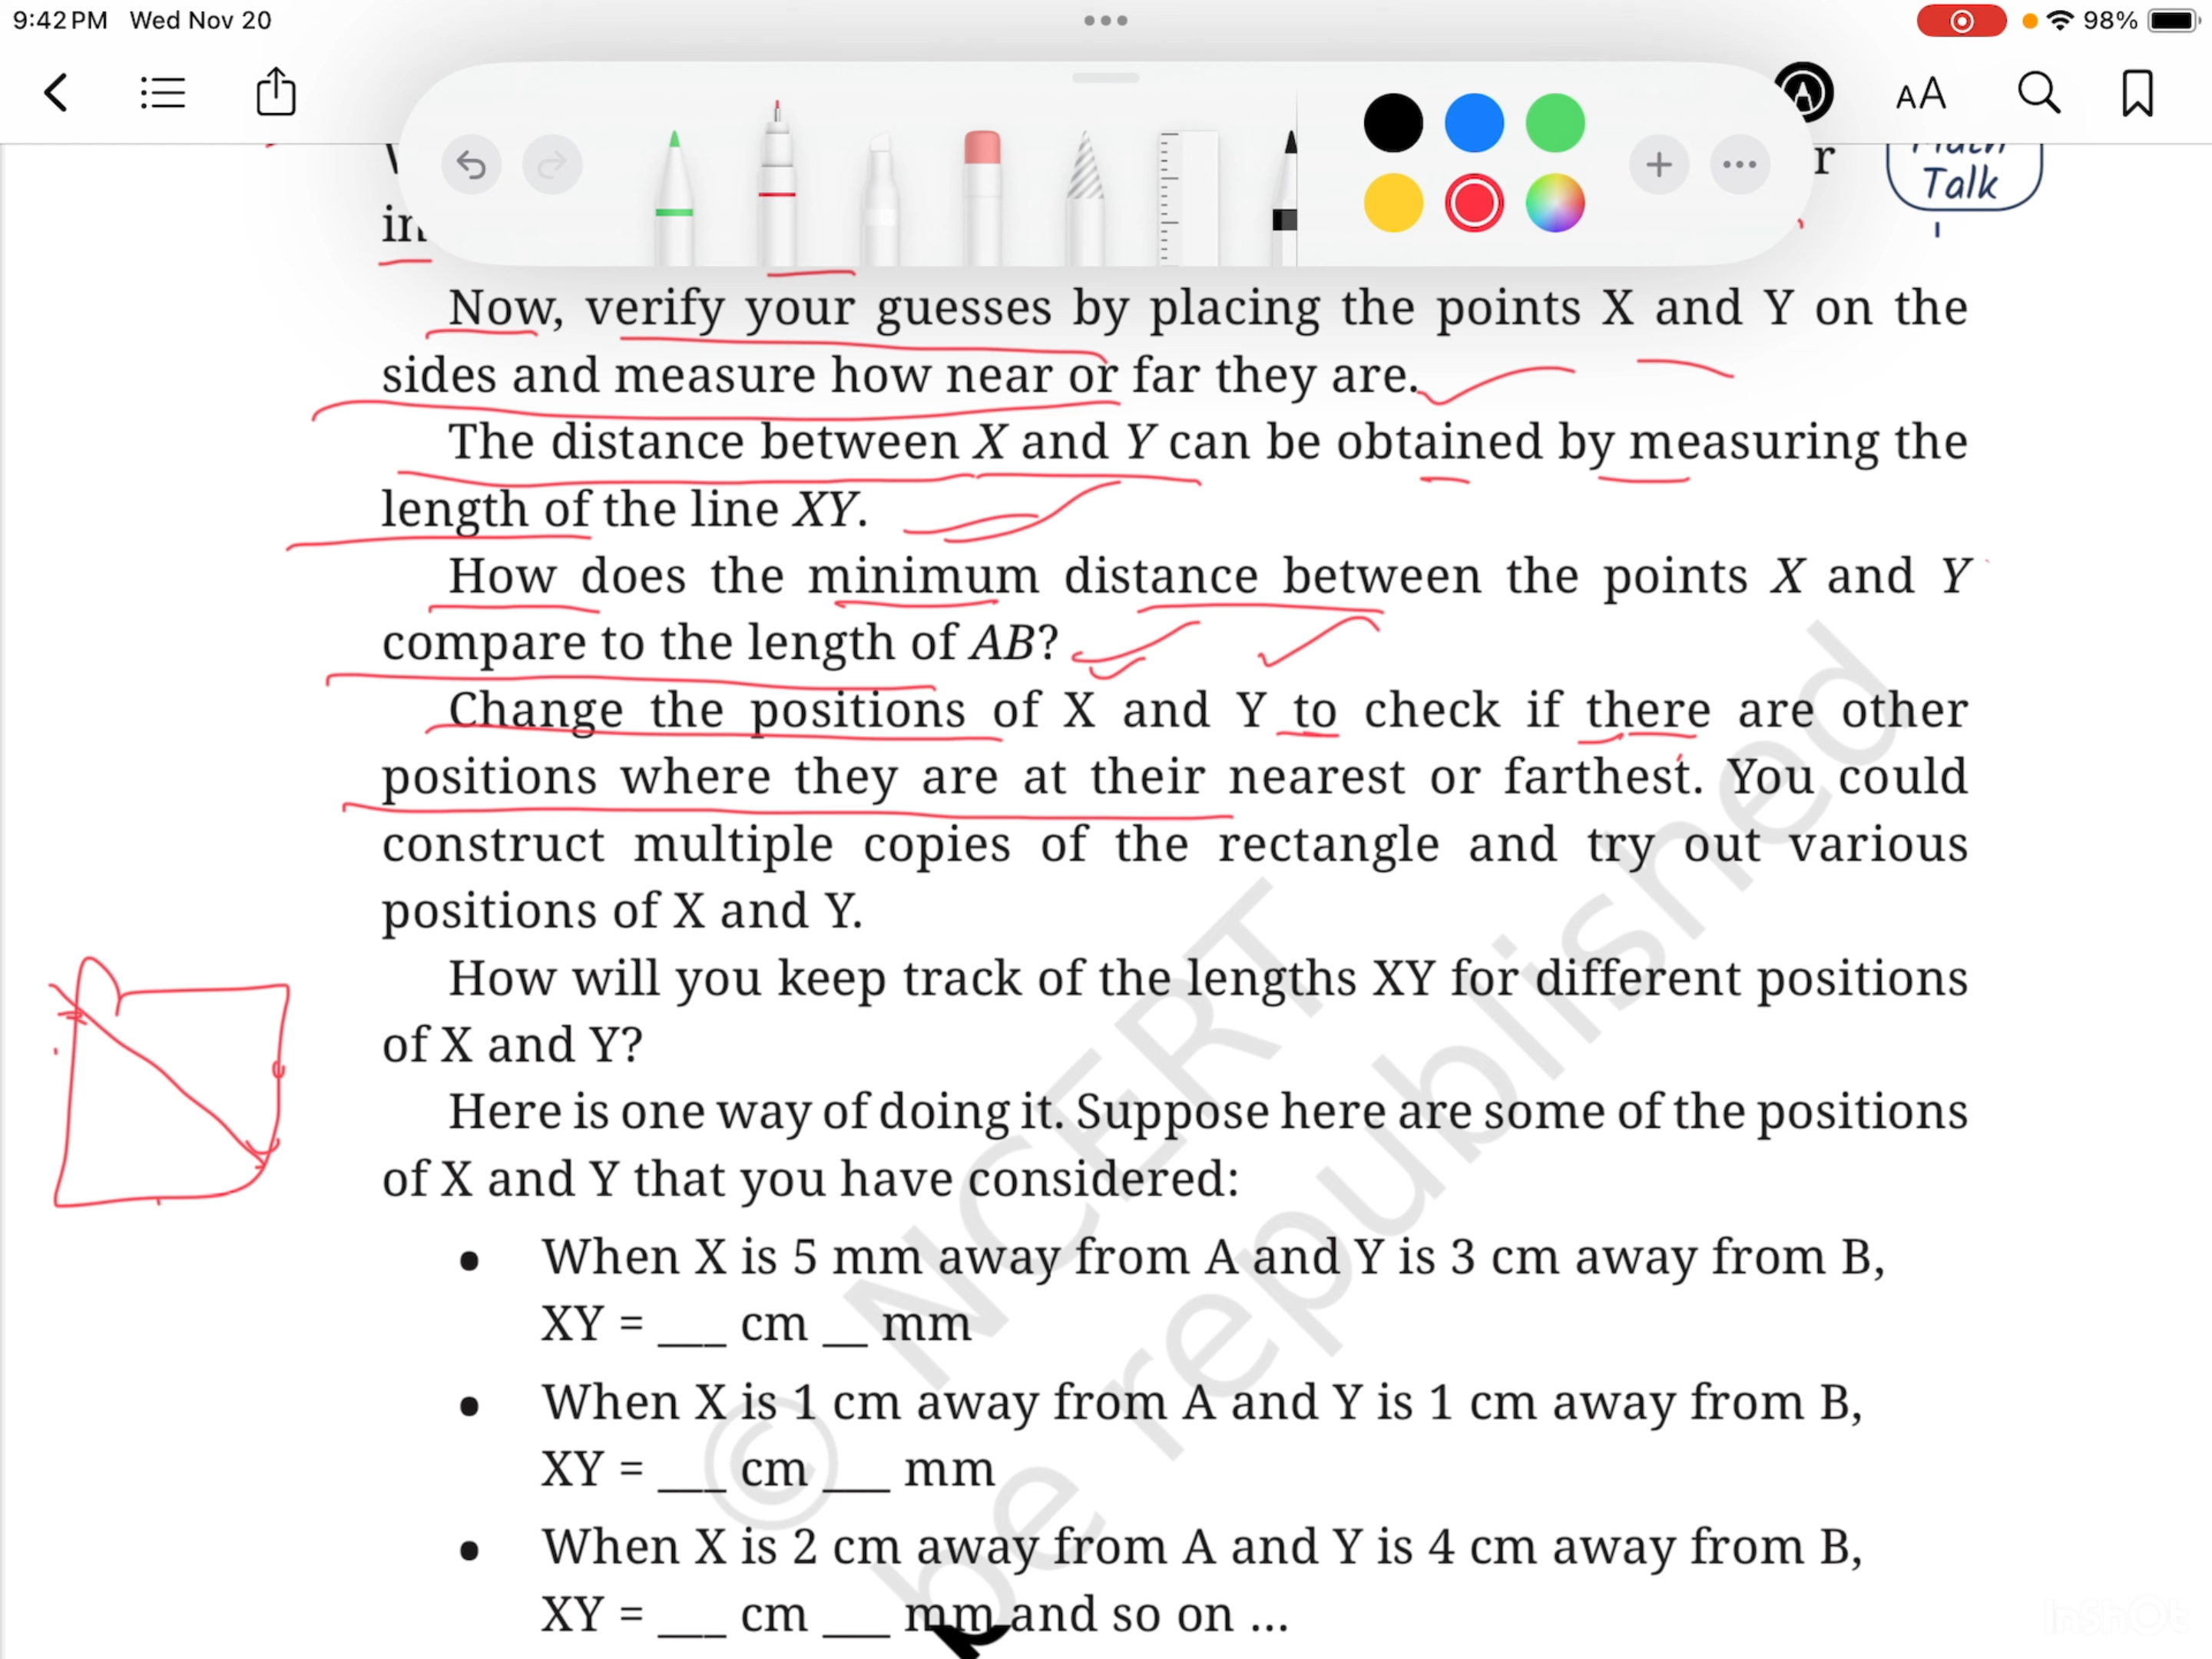 9:42 PM Wed Nov 20
98%
AA
in
r
Math
Talk
Now, verify your guesses by placing the points X and Y on the
sides and measure how near or far they are.
The distance between X and Y can be obtained by measuring the
length of the line XY.
How does the minimum distance between the points X and Y
compare to the length of AB?
Change the positions of X and Y to check if there are other
positions where they are at their nearest or farthest. You could
construct multiple copies of the rectangle and try out various
positions of X and Y.
How will you keep track of the lengths XY for different positions
of X and Y?
Here is one way of doing it. Suppose here are some of the positions
of X and Y that you have considered:
• When X is 5 mm away from A and Y is 3 cm away from B,
XY = ___ cm __ mm
• When X is 1 cm away from A and Y is 1 cm away from B,
XY = ___ cm ___ mm
• When X is 2 cm away from A and Y is 4 cm away from B,
XY = ___ cm ___ mm and so on ...
© NCERT
be republished
InShOt